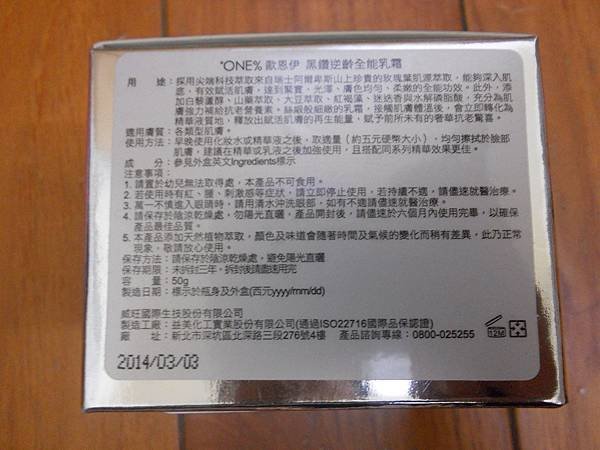 "ONE% 歐恩伊 黑鑽逆齡全能乳霜
用　途：採用尖端科技萃取來自瑞士阿爾卑斯山上珍貴的玫瑰葉肌源萃取，能夠深入肌
底，有效賦活肌膚，達到緊實、光澤、膚色均勻、柔嫩的全能功效。此外，添
加白藜蘆醇、山藥萃取、大豆萃取、紅褐藻、迷迭香與水解磷脂酸，充分為肌
膚強力補給抗老營養素。絲緞般細緻的乳霜，接觸肌膚體溫後，會立即轉化為
精華液質地，釋放出賦活肌膚的再生能量，賦予前所未有的奢華抗老驚喜。
適用膚質：各類型肌膚。
使用方法：早晚使用化妝水或精華液之後，取適量（約五元硬幣大小），均勻擦拭於臉部
肌膚，建議在精華或乳液之後加強使用，且搭配同系列精華效果更佳。
成　分：參見外盒英文Ingredients標示
注意事項：
1. 請置於幼兒無法取得處，本產品不可食用。
2. 若使用時有紅、腫、刺激感等症狀，請立即停止使用，若持續不適，請儘速就醫治療。
3. 萬一不慎進入眼睛時，請用清水沖洗眼部，如有不適請儘速就醫治療。
4. 請保存於陰涼乾燥處，勿陽光直曬，產品開封後，請儘速於六個月內使用完畢，以確保
產品最佳品質。
5. 本產品添加天然植物萃取，顏色及味道會隨著時間及氣候的變化而稍有差異，此乃正常
現象，敬請放心使用。
保存方法：請保存於陰涼乾燥處，避免陽光直曬
保存期限：未拆封三年，拆封後請儘速用完
容　量：50g
製造日期：標示於瓶身及外盒(西元yyyy/mm/dd)
威旺國際生技股份有限公司
製造工廠：益美化工實業股份有限公司(通過ISO22716國際品保認證)
廠　址：新北市深坑區北深路三段276號4樓　產品諮詢專線：0800-025255
12M
2014/03/03